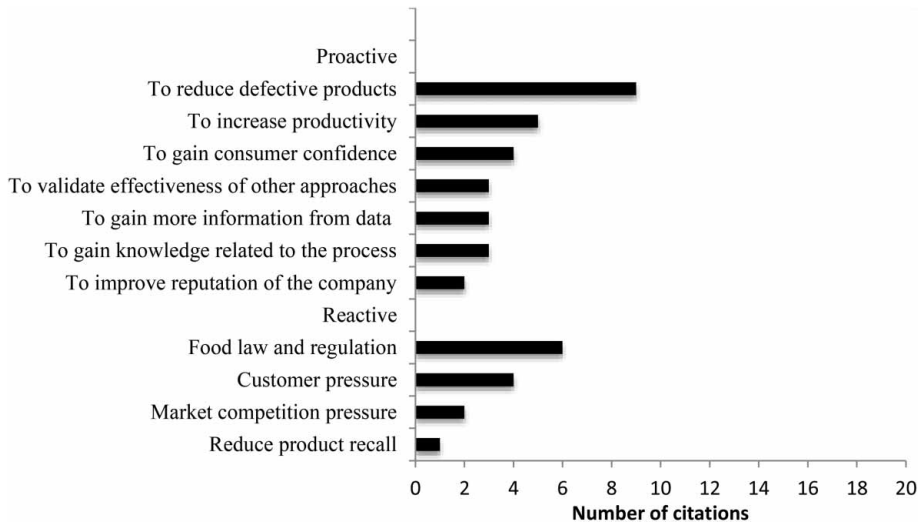 Proactive
To reduce defective products
To increase productivity
To gain consumer confidence
To validate effectiveness of other approaches
To gain more information from data
To gain knowledge related to the process
To improve reputation of the company
Reactive
Food law and regulation
Customer pressure
Market competition pressure
Reduce product recall
0 2 4 6 8 10 12 14 16 18 20
Number of citations